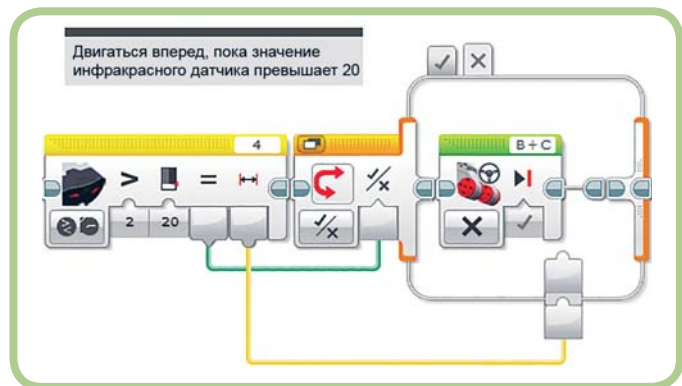 Двигаться вперед, пока значение
инфракрасного датчика превышает 20
4
B+C
> =
2 20